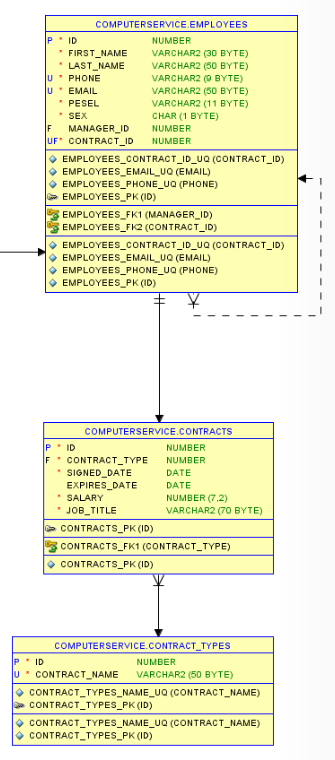 COMPUTERSERVICE.EMPLOYEES
P * ID NUMBER
* FIRST_NAME VARCHAR2 (30 BYTE)
* LAST_NAME VARCHAR2 (50 BYTE)
U * PHONE VARCHAR2 (9 BYTE)
U * EMAIL VARCHAR2 (50 BYTE)
* PESEL VARCHAR2 (11 BYTE)
* SEX CHAR (1 BYTE)
F MANAGER_ID NUMBER
UF* CONTRACT_ID NUMBER
EMPLOYEES_CONTRACT_ID_UQ (CONTRACT_ID)
EMPLOYEES_EMAIL_UQ (EMAIL)
EMPLOYEES_PHONE_UQ (PHONE)
EMPLOYEES_PK (ID)
EMPLOYEES_FK1 (MANAGER_ID)
EMPLOYEES_FK2 (CONTRACT_ID)
EMPLOYEES_CONTRACT_ID_UQ (CONTRACT_ID)
EMPLOYEES_EMAIL_UQ (EMAIL)
EMPLOYEES_PHONE_UQ (PHONE)
EMPLOYEES_PK (ID)
COMPUTERSERVICE.CONTRACTS
P * ID NUMBER
F * CONTRACT_TYPE NUMBER
* SIGNED_DATE DATE
EXPIRES_DATE DATE
* SALARY NUMBER (7,2)
* JOB_TITLE VARCHAR2 (70 BYTE)
CONTRACTS_PK (ID)
CONTRACTS_FK1 (CONTRACT_TYPE)
CONTRACTS_PK (ID)
COMPUTERSERVICE.CONTRACT_TYPES
P * ID NUMBER
U * CONTRACT_NAME VARCHAR2 (50 BYTE)
CONTRACT_TYPES_NAME_UQ (CONTRACT_NAME)
CONTRACT_TYPES_PK (ID)
CONTRACT_TYPES_NAME_UQ (CONTRACT_NAME)
CONTRACT_TYPES_PK (ID)